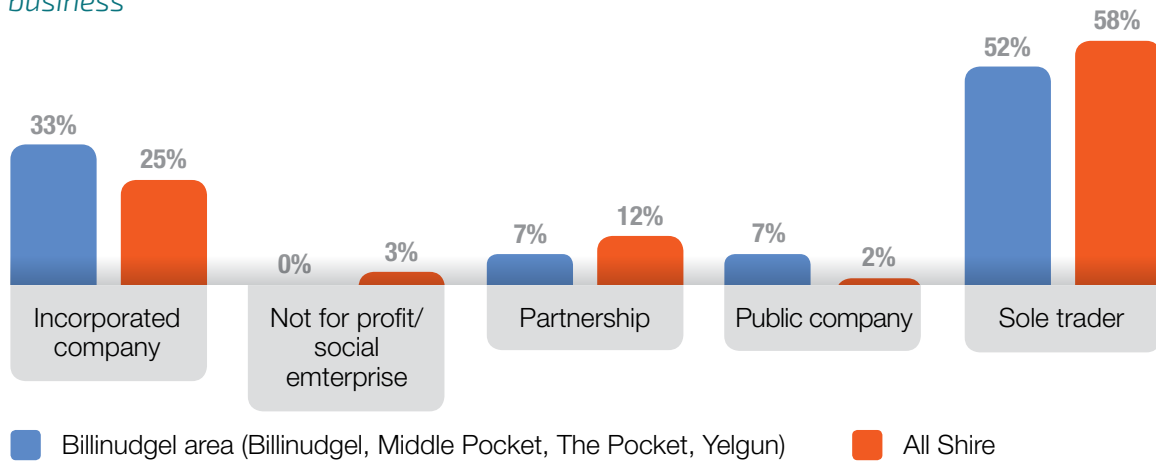 business
33%
25%
0%
3%
7%
12%
7%
2%
52%
58%
Incorporated
company
Not for profit/
social
emterprise
Partnership
Public company
Sole trader
Billinudgel area (Billinudgel, Middle Pocket, The Pocket, Yelgun)
All Shire